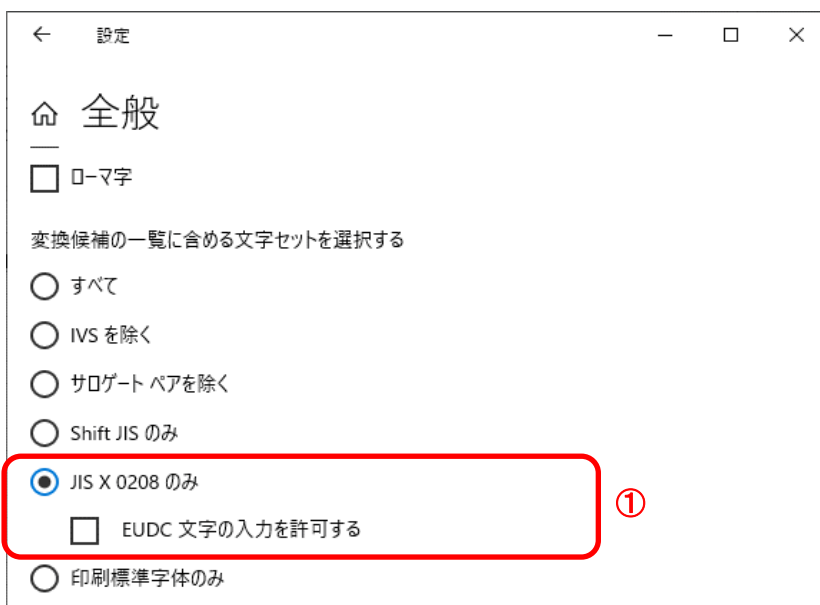 設定
全般
ローマ字
変換候補の一覧に含める文字セットを選択する
すべて
IVS を除く
サロゲート ペアを除く
Shift JIS のみ
JIS X 0208 のみ
①
EUDC 文字の入力を許可する
印刷標準字体のみ